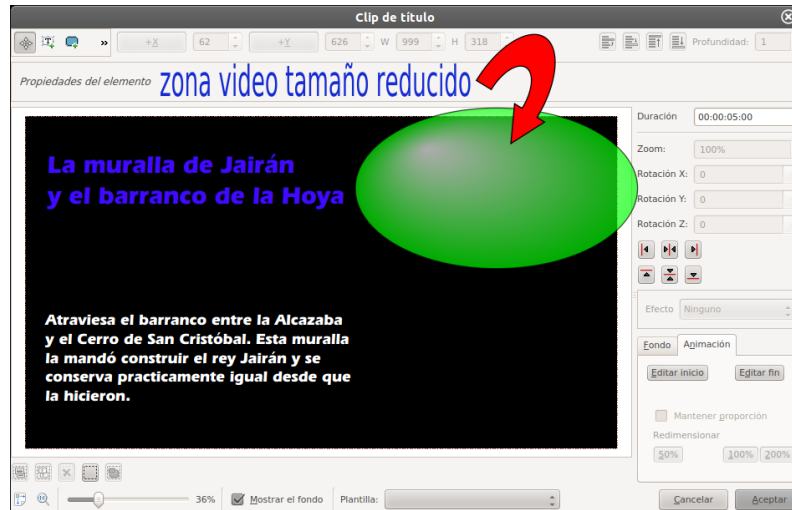 Clip de título
+X 62 +Y 626 W 999 H 318 Profundidad: 1
Propiedades del elemento zona video tamaño reducido
Duración 00:00:05:00
Zoom: 100%
Rotación X: 0
Rotación Y: 0
Rotación Z: 0
La muralla de Jairán
y el barranco de la Hoya
Atraviesa el barranco entre la Alcazaba
y el Cerro de San Cristóbal. Esta muralla
la mandó construir el rey Jairán y se
conserva practicamente igual desde que
la hicieron.
Efecto Ninguno
Fondo Animación
Editar inicio Editar fin
Mantener proporción
Redimensionar
50% 100% 200%
36% Mostrar el fondo Plantilla:
Cancelar Aceptar